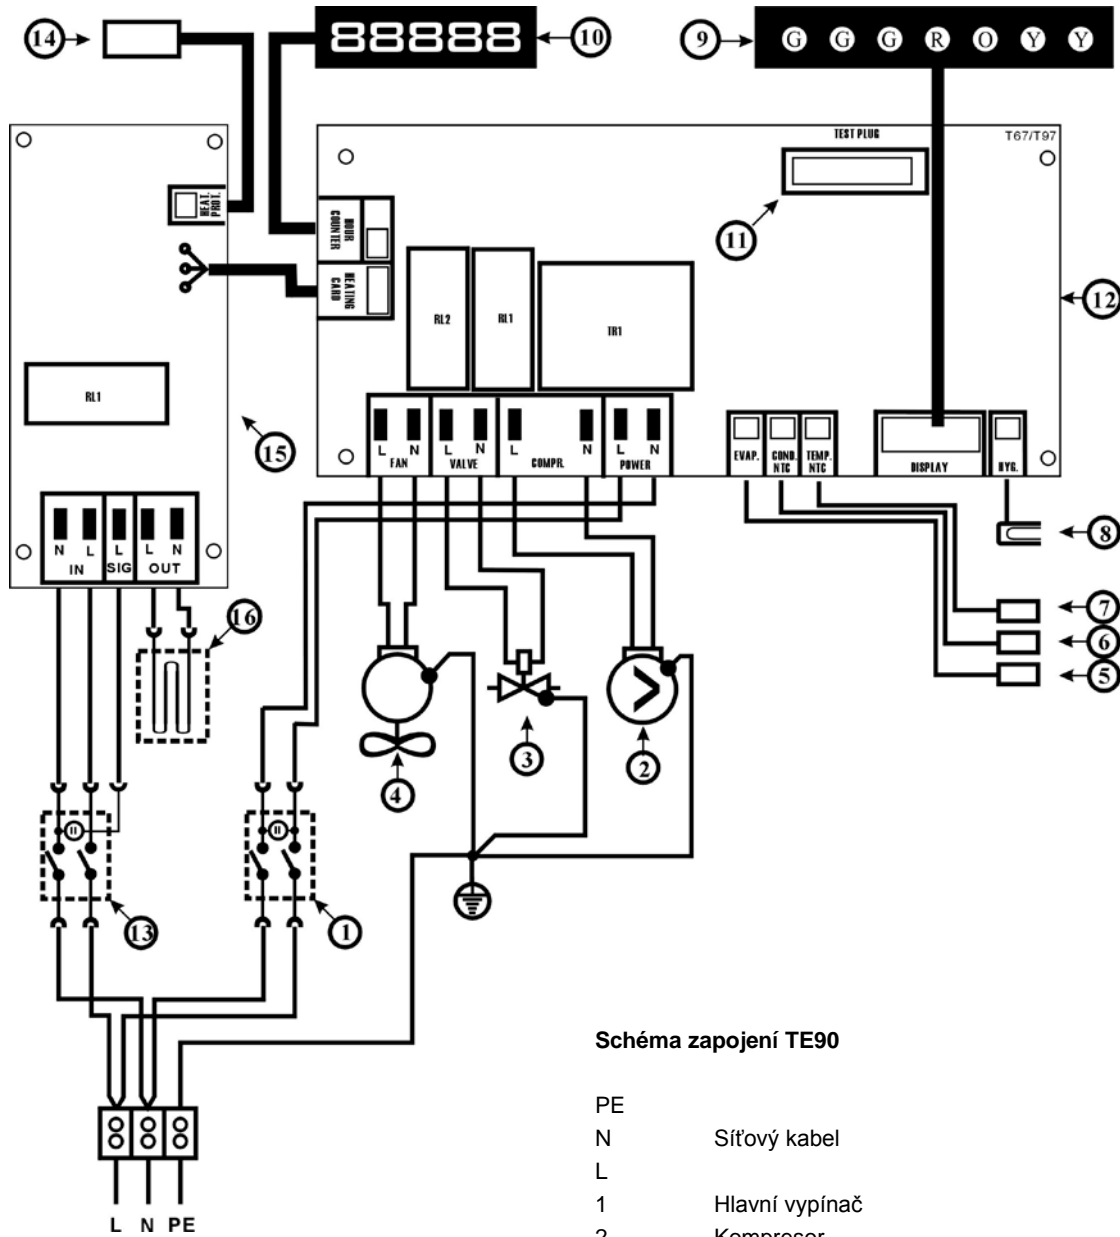 14
88888
10
9
G G G R O Y Y
TEST PLUG
T67/T97
HEAT. PROT.
HOUR COUNTER
HEATING CARD
11
12
RL2
RL1
TR1
RL1
15
L N
FAN
L N
VALVE
L N
COMPR.
L N
POWER
EVAP.
COND. NTC
TEMP. NTC
DISPLAY
HYG.
8
N L
IN
L
SIG
L N
OUT
16
7
6
5
4
3
2
13
1
Schéma zapojení TE90
PE
N Síťový kabel
L
1 Hlavní vypínač
2 Kompresor
L N PE